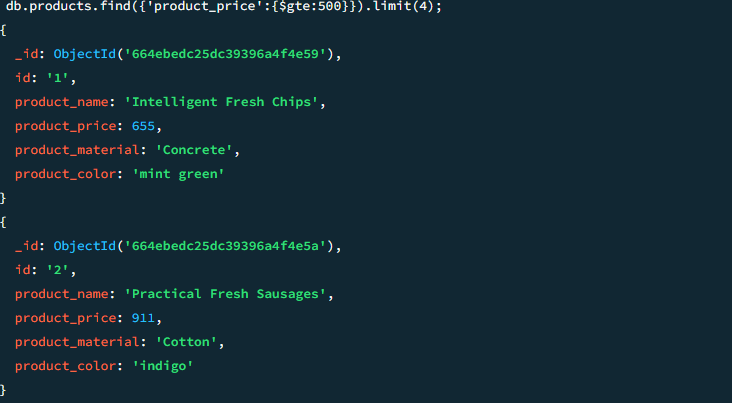 db.products.find({'product_price':{$gte:500}}).limit(4);
{
_id: ObjectId('664ebedc25dc39396a4f4e59'),
id: '1',
product_name: 'Intelligent Fresh Chips',
product_price: 655,
product_material: 'Concrete',
product_color: 'mint green'
}
{
_id: ObjectId('664ebedc25dc39396a4f4e5a'),
id: '2',
product_name: 'Practical Fresh Sausages',
product_price: 911,
product_material: 'Cotton',
product_color: 'indigo'
}